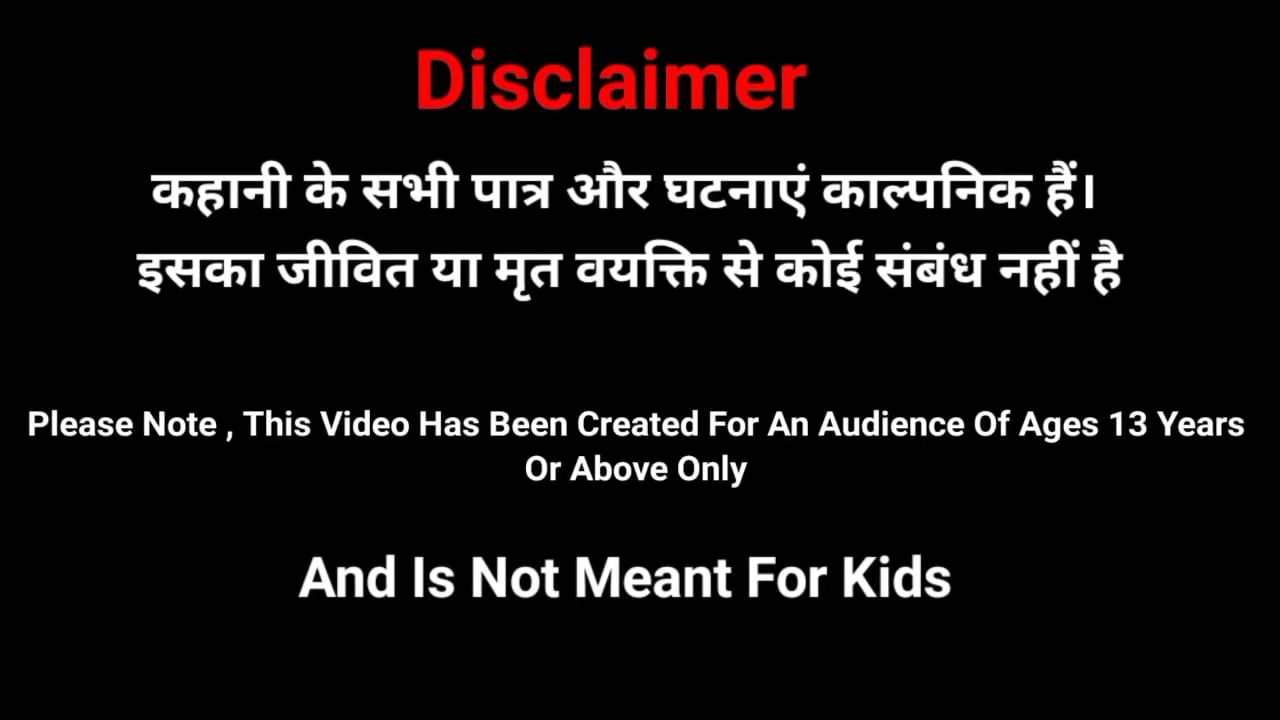 Disclaimer
कहानी के सभी पात्र और घटनाएं काल्पनिक हैं।
इसका जीवित या मृत वयक्ति से कोई संबंध नहीं है
Please Note , This Video Has Been Created For An Audience Of Ages 13 Years
Or Above Only
And Is Not Meant For Kids